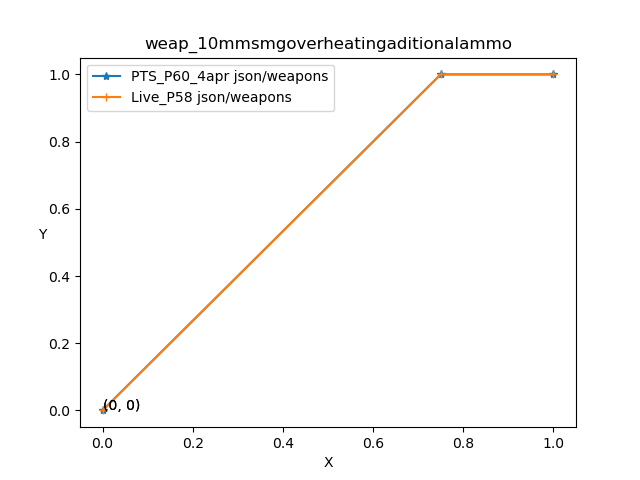 weap_10mmsmgoverheatingaditionalammo
PTS_P60_4apr json/weapons
Live_P58 json/weapons
1.0
0.8
0.6
Y
0.4
0.2
0.0
(0, 0)
0.0 0.2 0.4 0.6 0.8 1.0
X